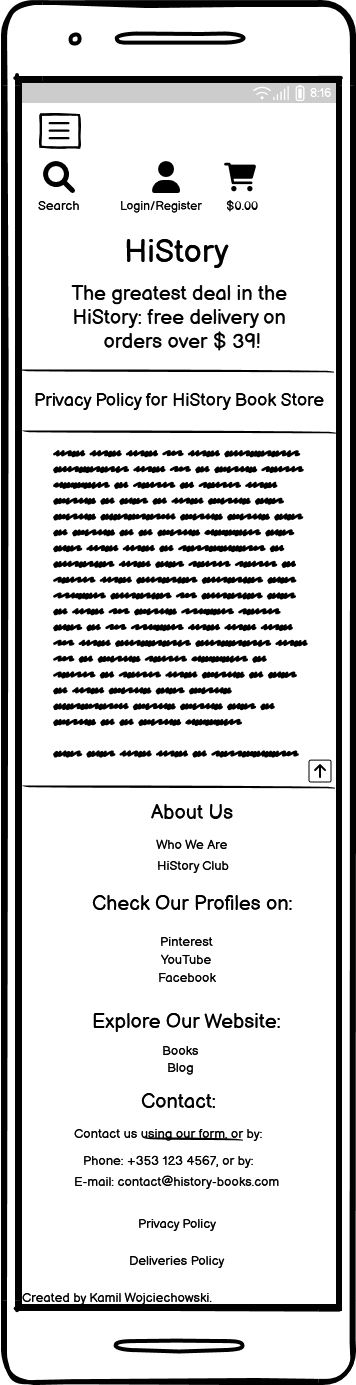 8:16
Search
Login/Register
$0.00
HiStory
The greatest deal in the
HiStory: free delivery on
orders over $ 39!
Privacy Policy for HiStory Book Store
About Us
Who We Are
HiStory Club
Check Our Profiles on:
Pinterest
YouTube
Facebook
Explore Our Website:
Books
Blog
Contact:
Contact us using our form, or by:
Phone: +353 123 4567, or by:
E-mail: contact@history-books.com
Privacy Policy
Deliveries Policy
Created by Kamil Wojciechowski.